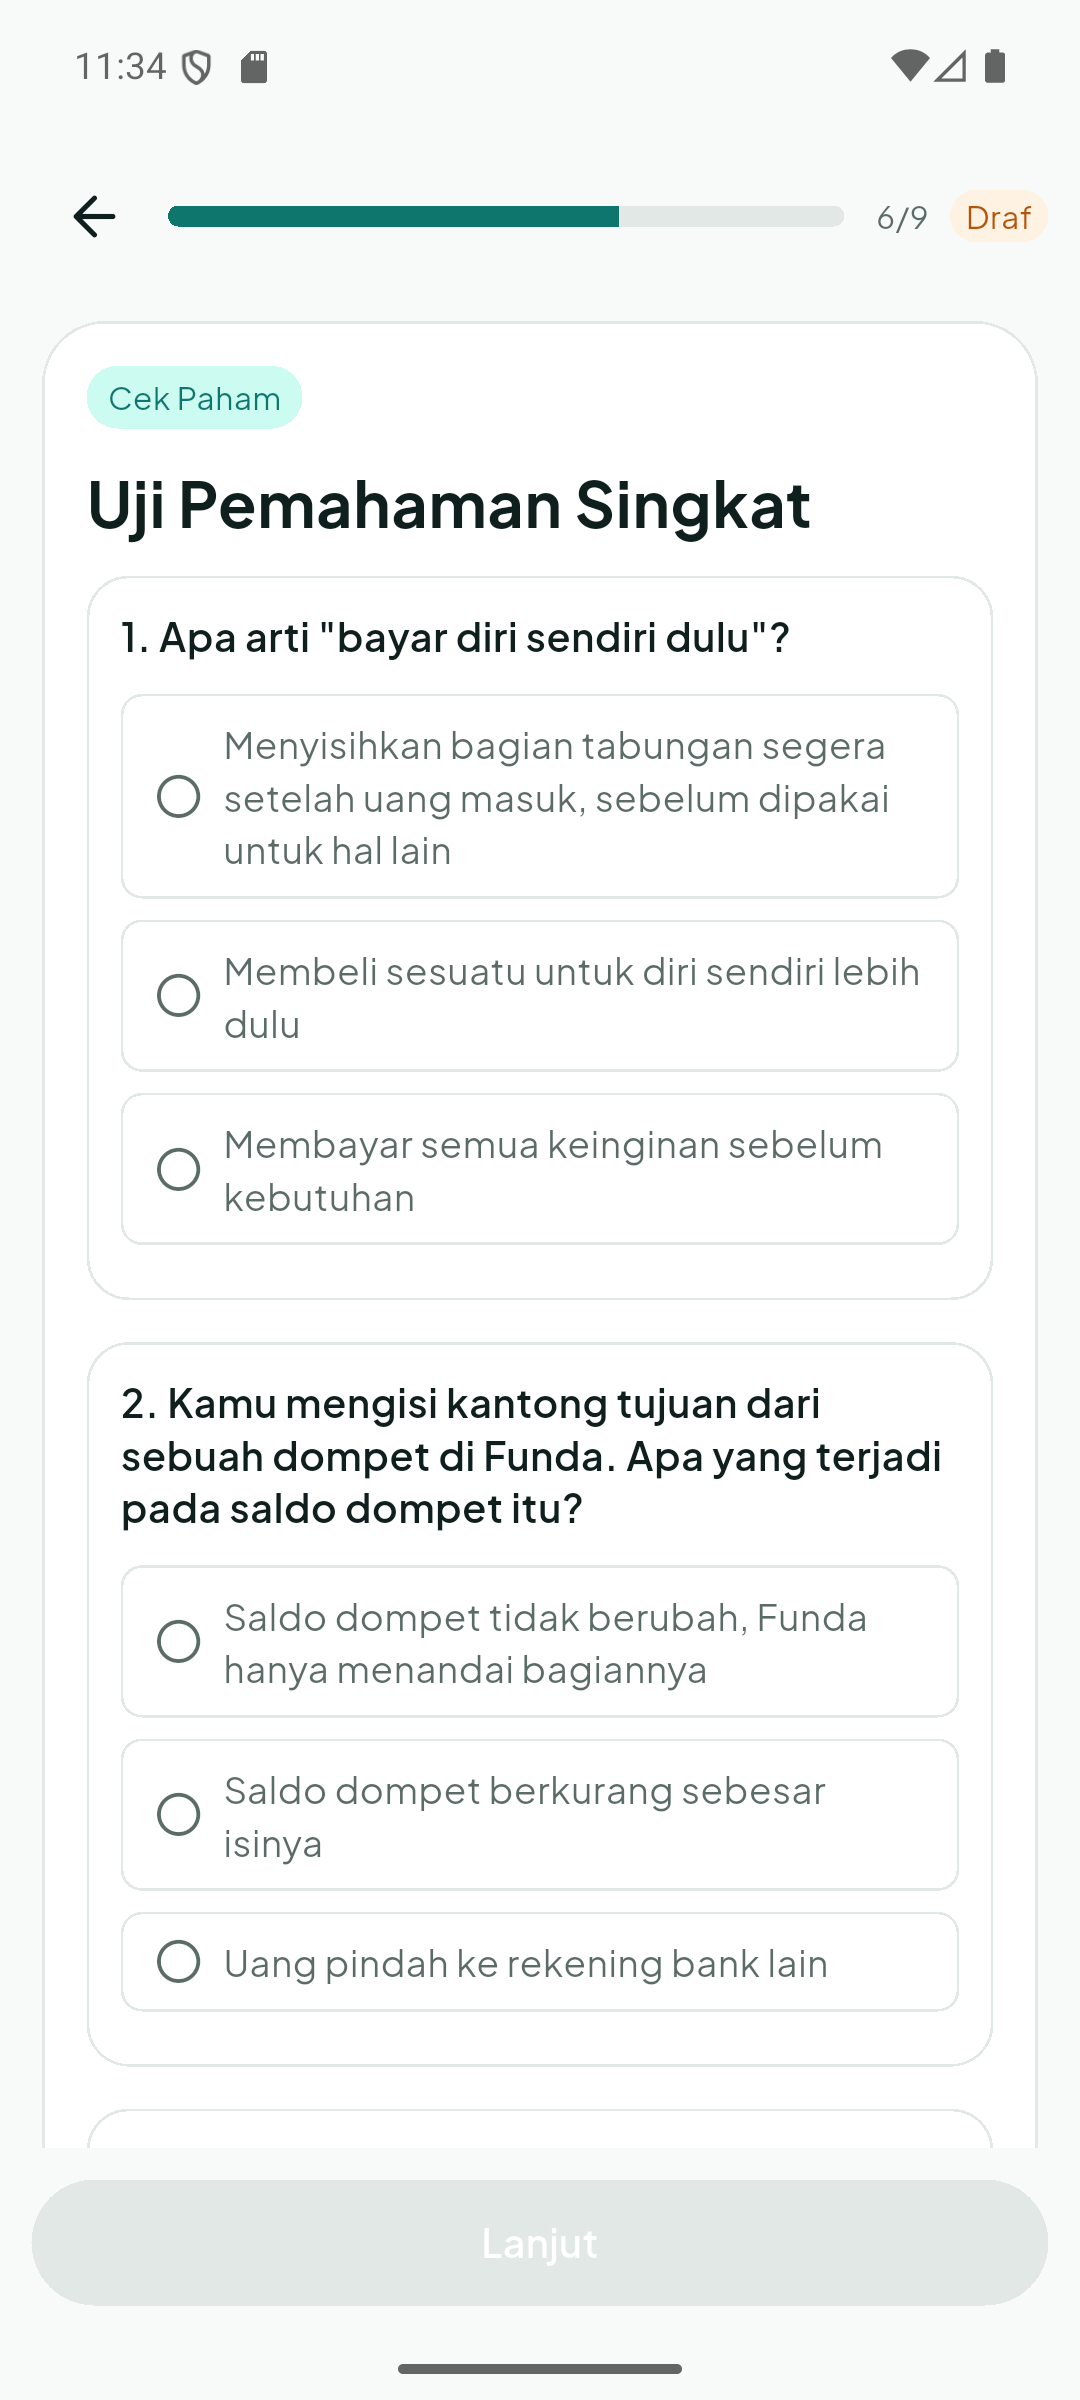 11:34
6/9
Draf
Cek Paham
Uji Pemahaman Singkat
1. Apa arti "bayar diri sendiri dulu"?
Menyisihkan bagian tabungan segera
setelah uang masuk, sebelum dipakai
untuk hal lain
Membeli sesuatu untuk diri sendiri lebih
dulu
Membayar semua keinginan sebelum
kebutuhan
2. Kamu mengisi kantong tujuan dari
sebuah dompet di Funda. Apa yang terjadi
pada saldo dompet itu?
Saldo dompet tidak berubah, Funda
hanya menandai bagiannya
Saldo dompet berkurang sebesar
isinya
Uang pindah ke rekening bank lain
Lanjut